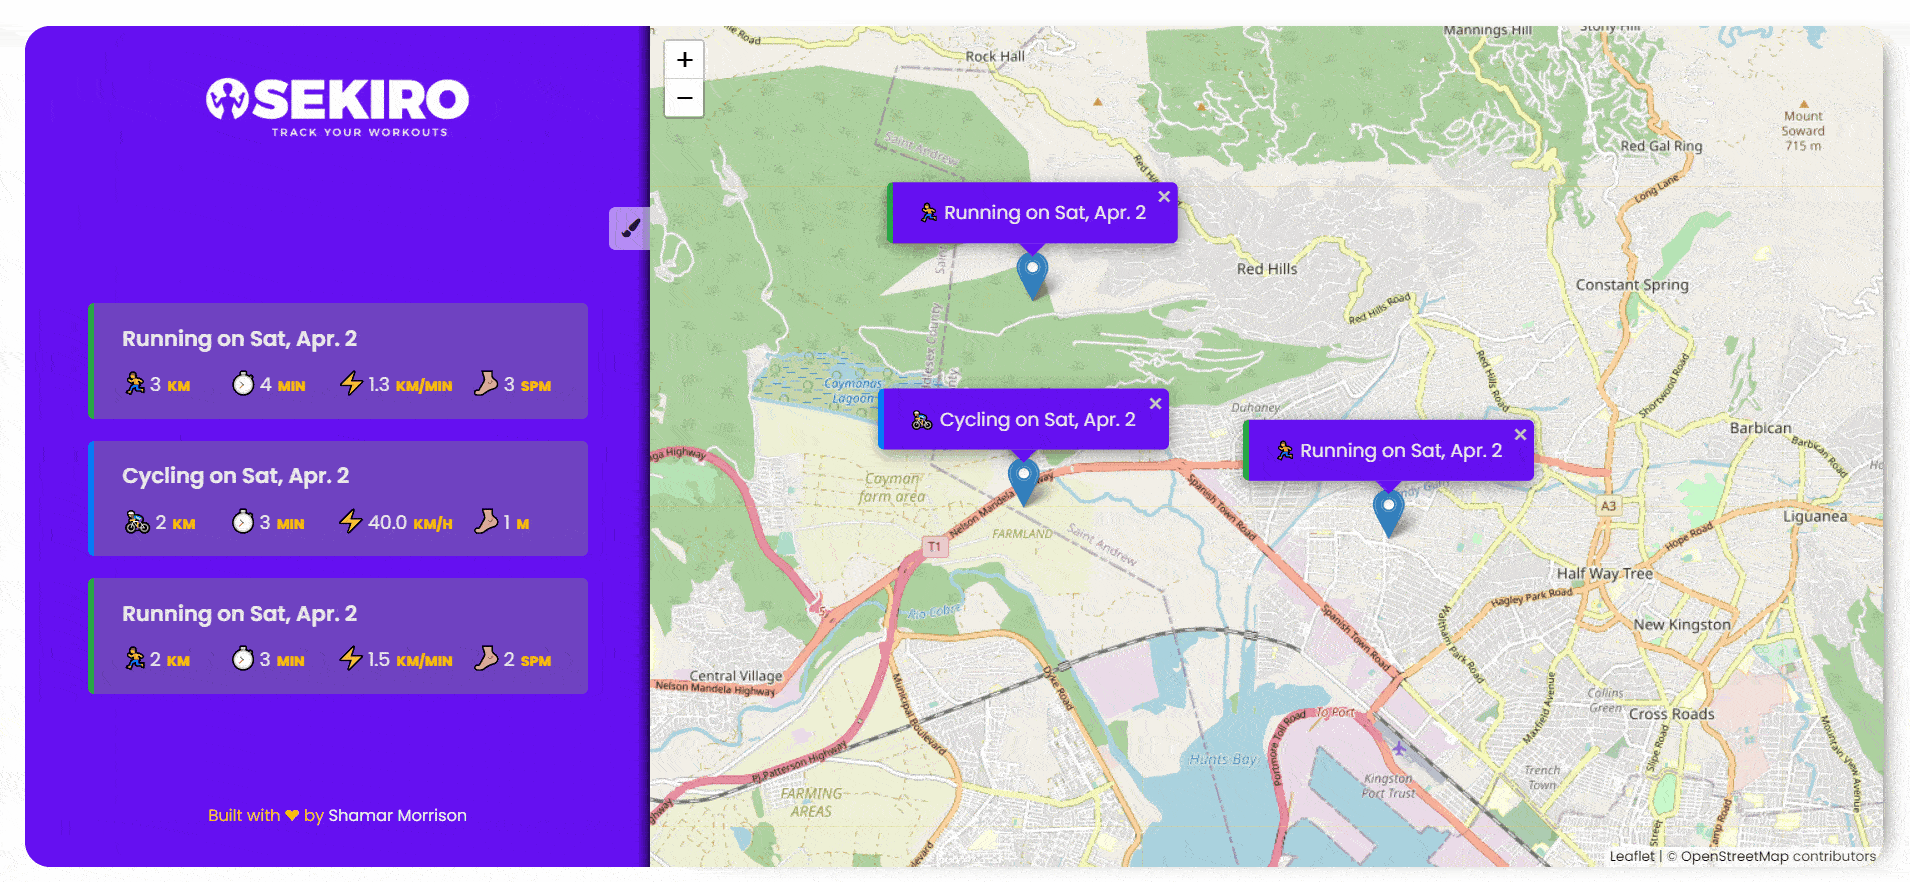 SEKIRO
TRACK YOUR WORKOUTS
Running on Sat, Apr. 2
3 KM 4 MIN 1.3 KM/MIN 3 SPM
Cycling on Sat, Apr. 2
2 KM 3 MIN 40.0 KM/H 1 M
Running on Sat, Apr. 2
2 KM 3 MIN 1.5 KM/MIN 2 SPM
Built with ❤ by Shamar Morrison
+
−
Rock Hall
Mannings Hill
Stony Hill
Mount
Soward
715 m
Red Gal Ring
Long Lane
Saint Andrew
× 
Running on Sat, Apr. 2
Red Hills
Constant Spring
Red Hills Road
Red Hills Road
Shortwood Road
Caymanas
Lagoon
Duhaney
×
Cycling on Sat, Apr. 2
×
Running on Sat, Apr. 2
Barbican
Barbican Road
Cayman
farm area
Nelson Mandela Highway
Spanish Town Road
A3
Liguanea
FARMLAND
Saint Andrew
T1
Hope Road
Half Way Tree
Hagley Park Road
Rio Cobre
Spanish Town Road
Waltham Park Road
New Kingston
Central Village
Nelson Mandela Highway
Dyke Road
Municipal Boulevard
Maxfield Avenue
Collins
Green
Cross Roads
To Port
Portmore Toll Road
Slipe Road
Mountain View Avenue
PJ Patterson Highway
Hunts Bay
Kingston
Port Trust
Trench
Town
FARMING
AREAS
Leaflet | © OpenStreetMap contributors